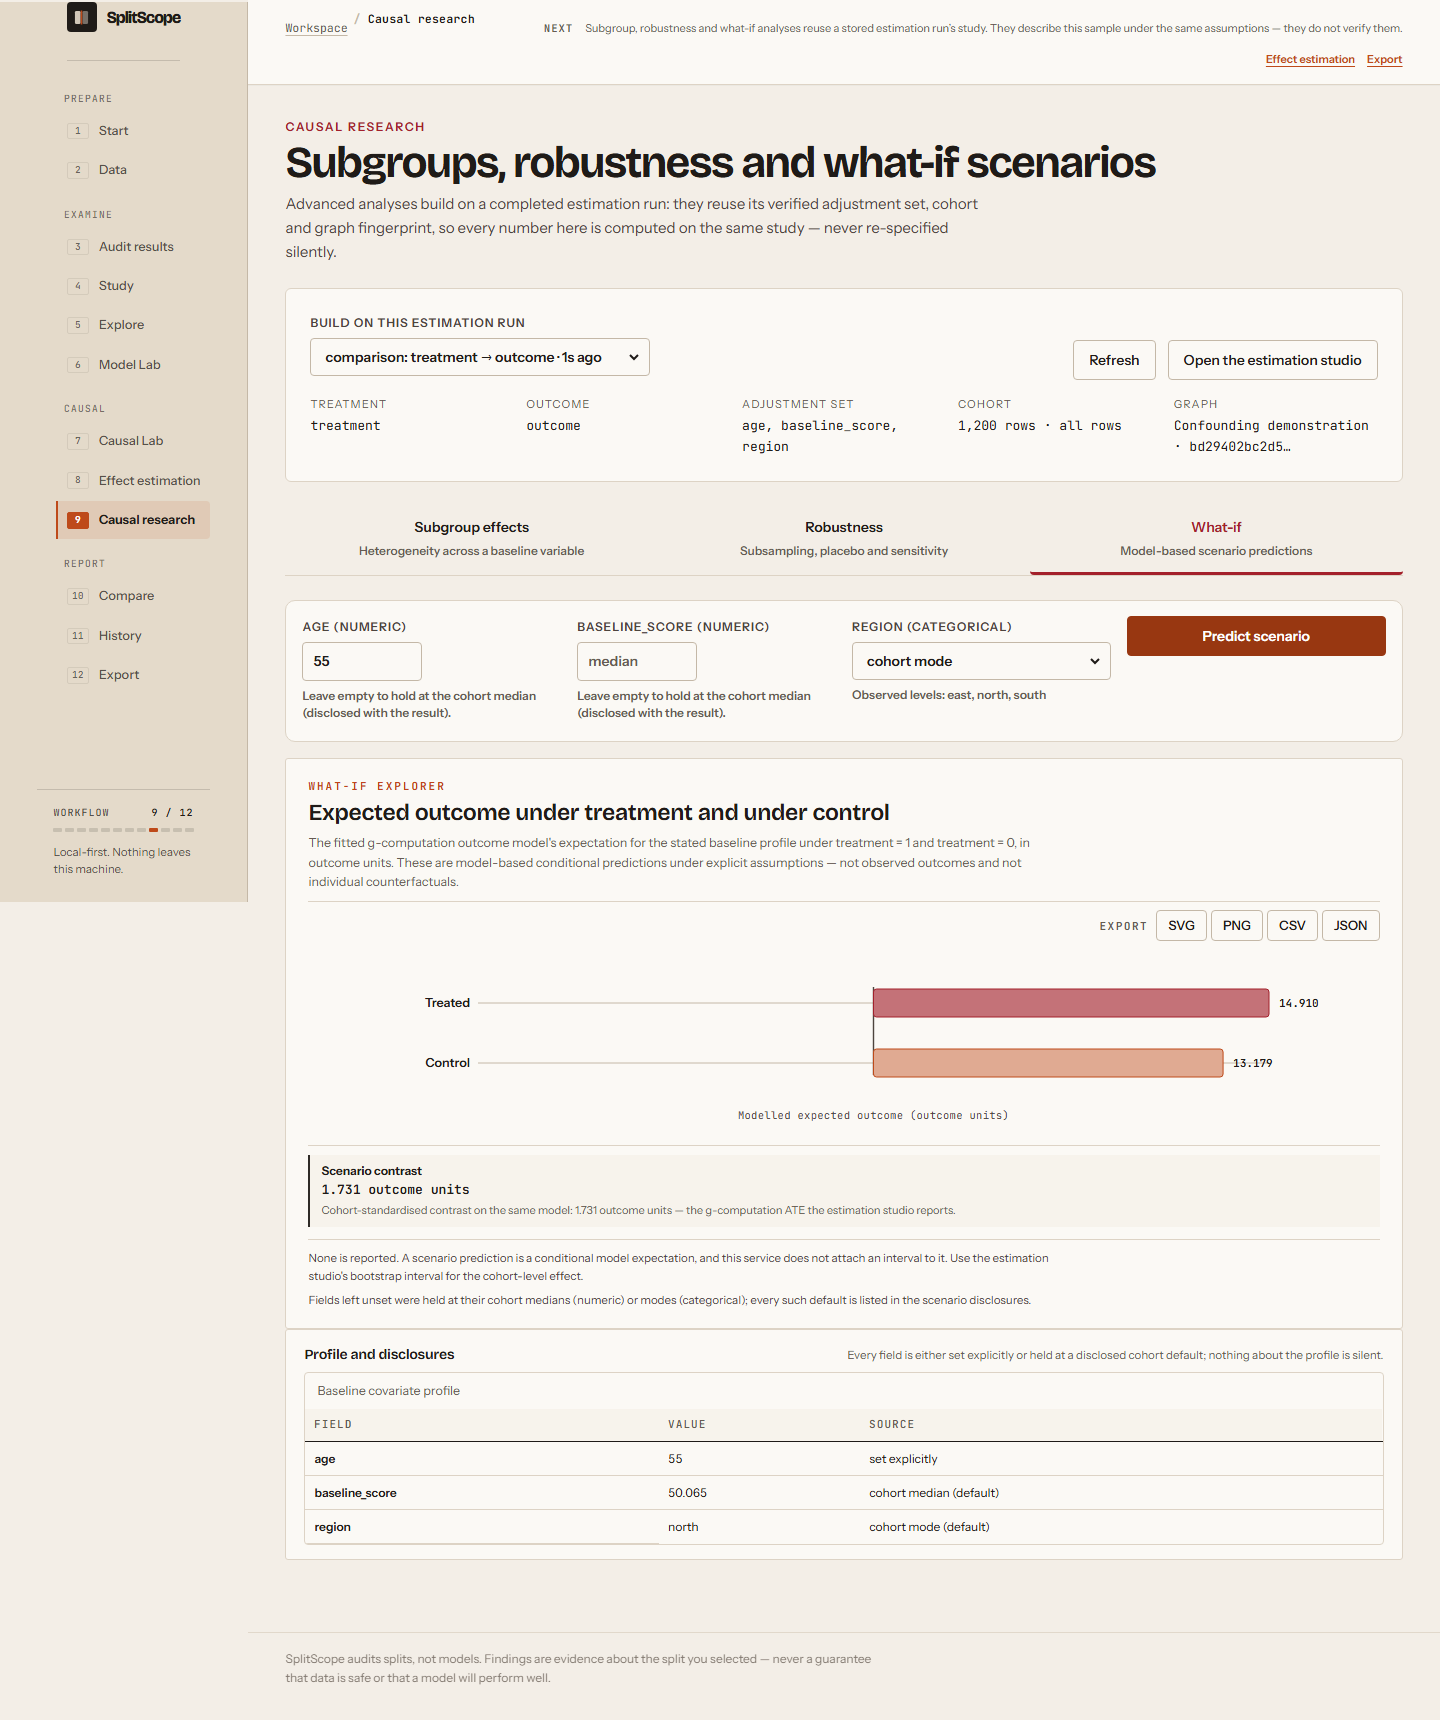 SplitScope
PREPARE
1 Start
2 Data
EXAMINE
3 Audit results
4 Study
5 Explore
6 Model Lab
CAUSAL
7 Causal Lab
8 Effect estimation
9 Causal research
REPORT
10 Compare
11 History
12 Export
WORKFLOW 9 / 12
Local-first. Nothing leaves
this machine.
Workspace / Causal research
NEXT Subgroup, robustness and what-if analyses reuse a stored estimation run's study. They describe this sample under the same assumptions — they do not verify them.
Effect estimation Export
CAUSAL RESEARCH
Subgroups, robustness and what-if scenarios
Advanced analyses build on a completed estimation run: they reuse its verified adjustment set, cohort
and graph fingerprint, so every number here is computed on the same study — never re-specified
silently.
BUILD ON THIS ESTIMATION RUN
comparison: treatment → outcome · 1s ago
Refresh Open the estimation studio
TREATMENT OUTCOME ADJUSTMENT SET COHORT GRAPH
treatment outcome age, baseline_score, 1,200 rows · all rows Confounding demonstration
region · bd29402bc2d5…
Subgroup effects Robustness What-if
Heterogeneity across a baseline variable Subsampling, placebo and sensitivity Model-based scenario predictions
AGE (NUMERIC) BASELINE_SCORE (NUMERIC) REGION (CATEGORICAL)
55 median cohort mode Predict scenario
Leave empty to hold at the cohort median Leave empty to hold at the cohort median Observed levels: east, north, south
(disclosed with the result). (disclosed with the result).
WHAT-IF EXPLORER
Expected outcome under treatment and under control
The fitted g-computation outcome model's expectation for the stated baseline profile under treatment = 1 and treatment = 0, in
outcome units. These are model-based conditional predictions under explicit assumptions — not observed outcomes and not
individual counterfactuals.
EXPORT SVG PNG CSV JSON
Treated 14.910
Control 13.179
Modelled expected outcome (outcome units)
Scenario contrast
1.731 outcome units
Cohort-standardised contrast on the same model: 1.731 outcome units — the g-computation ATE the estimation studio reports.
None is reported. A scenario prediction is a conditional model expectation, and this service does not attach an interval to it. Use the estimation
studio's bootstrap interval for the cohort-level effect.
Fields left unset were held at their cohort medians (numeric) or modes (categorical); every such default is listed in the scenario disclosures.
Profile and disclosures Every field is either set explicitly or held at a disclosed cohort default; nothing about the profile is silent.
Baseline covariate profile
FIELD VALUE SOURCE
age 55 set explicitly
baseline_score 50.065 cohort median (default)
region north cohort mode (default)
SplitScope audits splits, not models. Findings are evidence about the split you selected — never a guarantee
that data is safe or that a model will perform well.